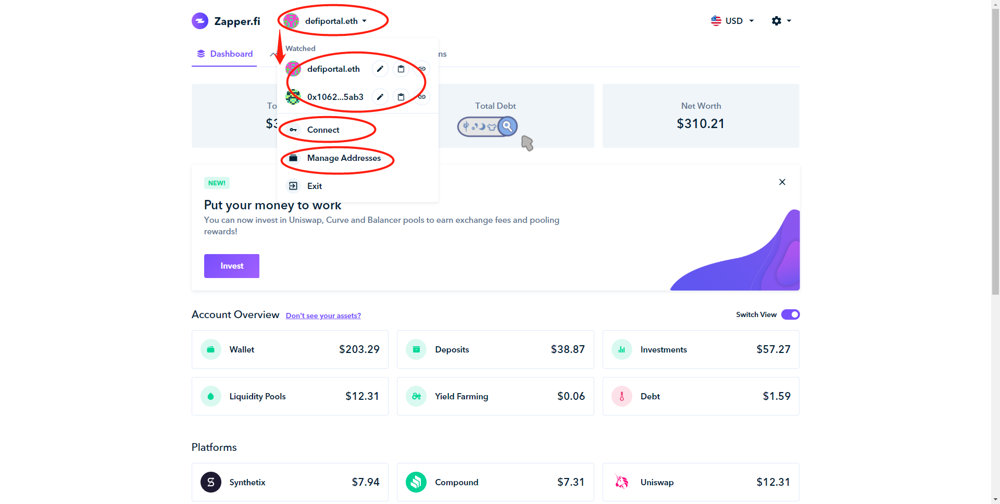 Zapper.fi
defiportal.eth
USD
Dashboard
Watched
ns
defiportal.eth
0x1062...5ab3
Connect
Manage Addresses
Exit
To
$3
Total Debt
Net Worth
$310.21
NEW!
Put your money to work
You can now invest in Uniswap, Curve and Balancer pools to earn exchange fees and pooling
rewards!
Invest
Account Overview
Don't see your assets?
Switch View
Wallet
$203.29
Deposits
$38.87
Investments
$57.27
Liquidity Pools
$12.31
Yield Farming
$0.06
Debt
$1.59
Platforms
Synthetix
$7.94
Compound
$7.31
Uniswap
$12.31